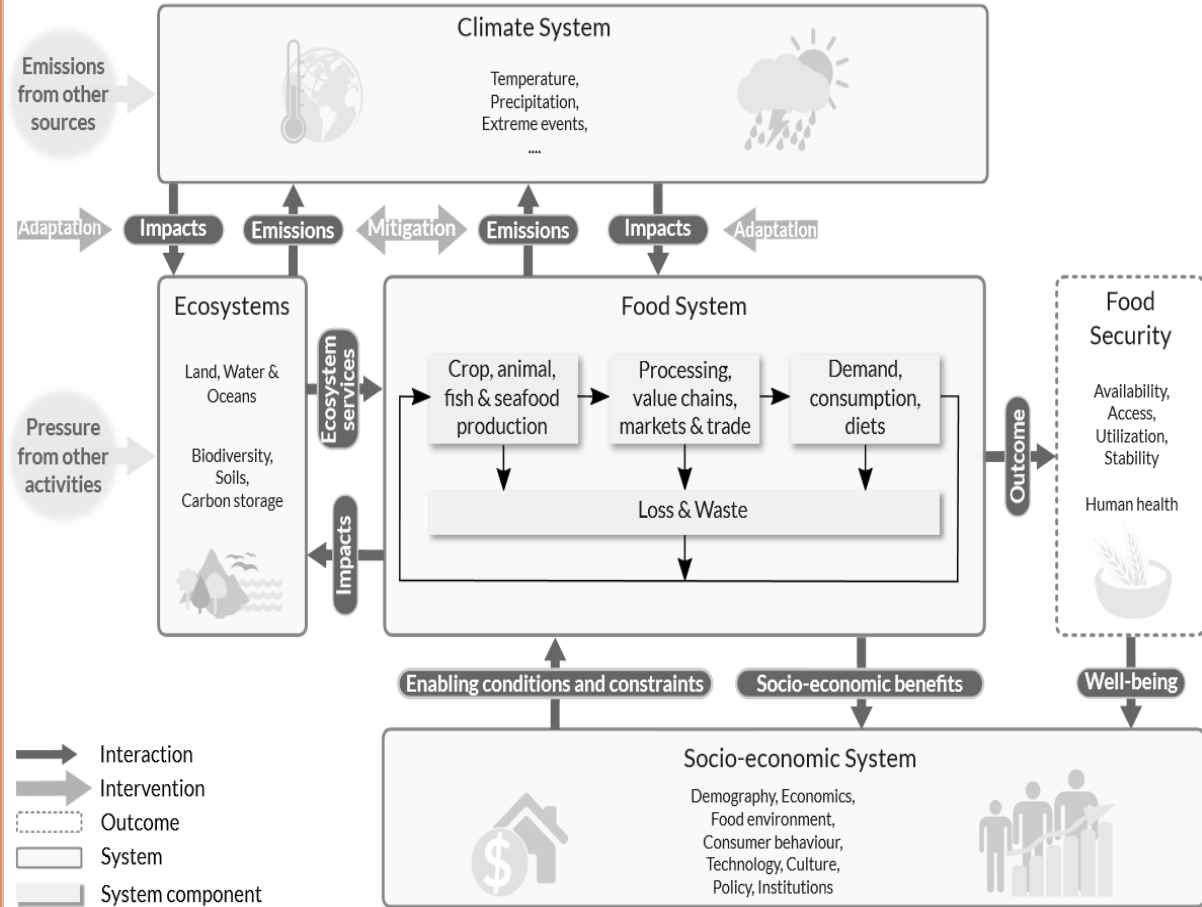 Climate System
Temperature,
Precipitation,
Extreme events,
....
Emissions
from other
sources
Adaptation
Impacts
Emissions
Mitigation
Emissions
Impacts
Adaptation
Ecosystems
Land, Water &
Oceans
Biodiversity,
Soils,
Carbon storage
Pressure
from other
activities
Ecosystem
services
Impacts
Food System
Crop, animal,
fish & seafood
production
Processing,
value chains,
markets & trade
Demand,
consumption,
diets
Loss & Waste
Outcome
Food
Security
Availability,
Access,
Utilization,
Stability
Human health
Enabling conditions and constraints
Socio-economic benefits
Well-being
Socio-economic System
Demography, Economics,
Food environment,
Consumer behaviour,
Technology, Culture,
Policy, Institutions
$
Interaction
Intervention
Outcome
System
System component